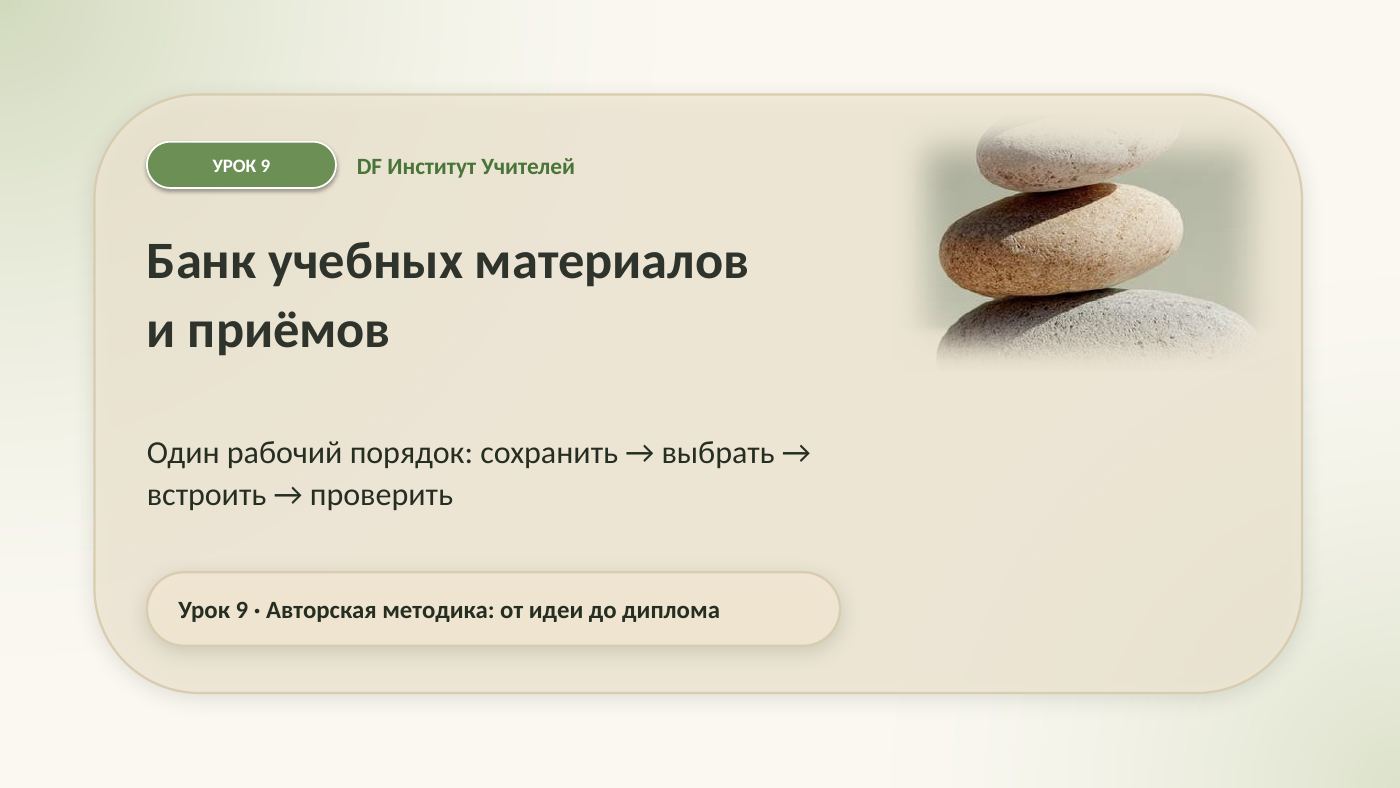 УРОК 9
DF Институт Учителей
Банк учебных материалов
и приёмов
Один рабочий порядок: сохранить → выбрать →
встроить → проверить
Урок 9 · Авторская методика: от идеи до диплома